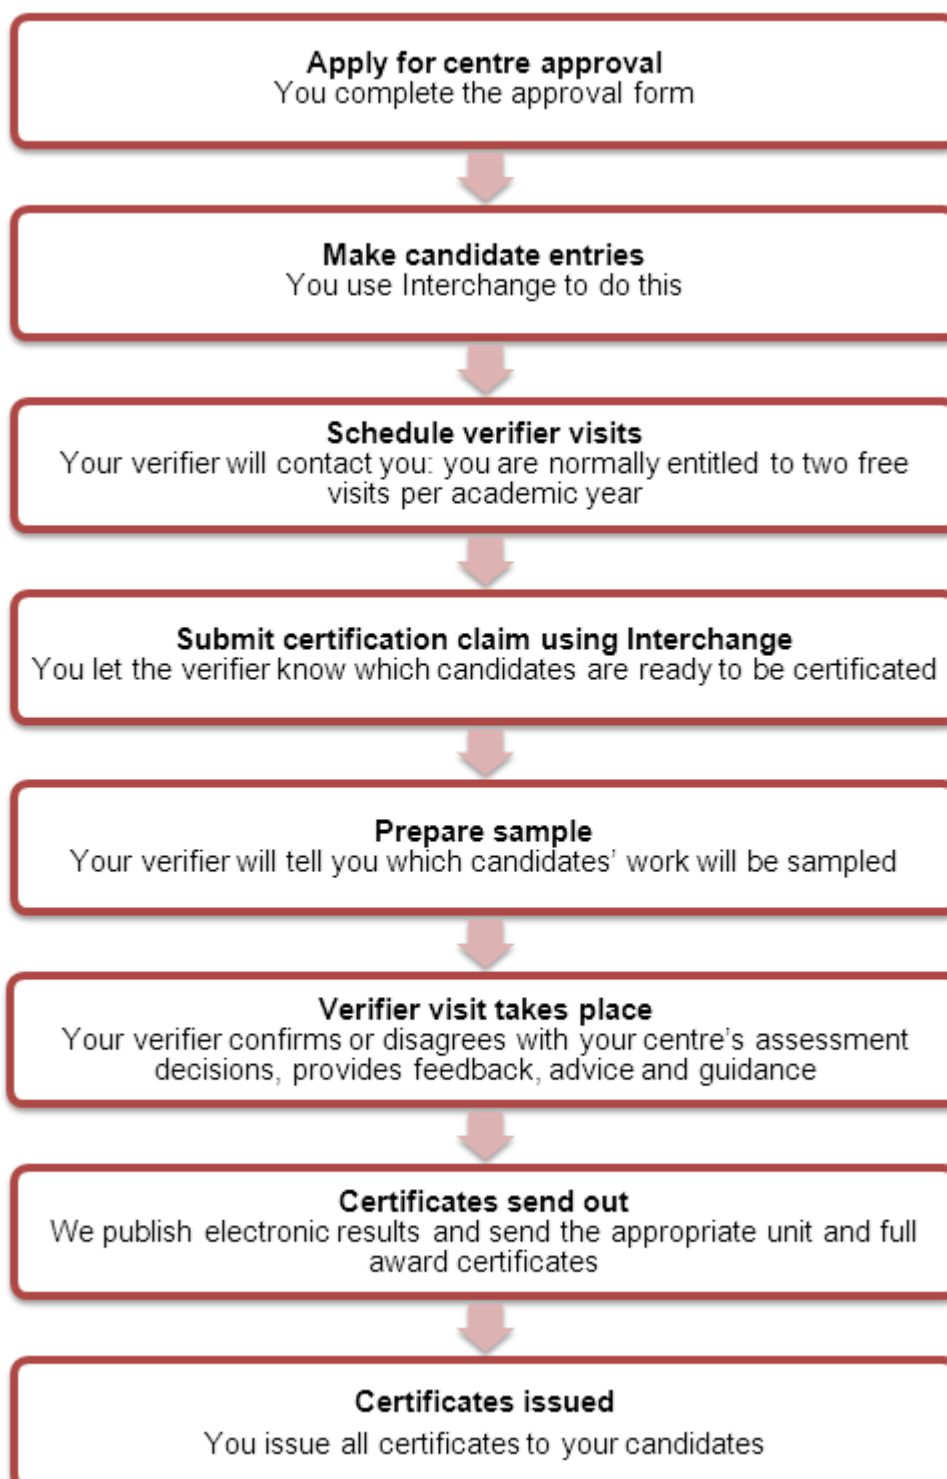 Apply for centre approval
You complete the approval form
Make candidate entries
You use Interchange to do this
Schedule verifier visits
Your verifier will contact you: you are normally entitled to two free
visits per academic year
Submit certification claim using Interchange
You let the verifier know which candidates are ready to be certificated
Prepare sample
Your verifier will tell you which candidates’ work will be sampled
Verifier visit takes place
Your verifier confirms or disagrees with your centre’s assessment
decisions, provides feedback, advice and guidance
Certificates send out
We publish electronic results and send the appropriate unit and full
award certificates
Certificates issued
You issue all certificates to your candidates